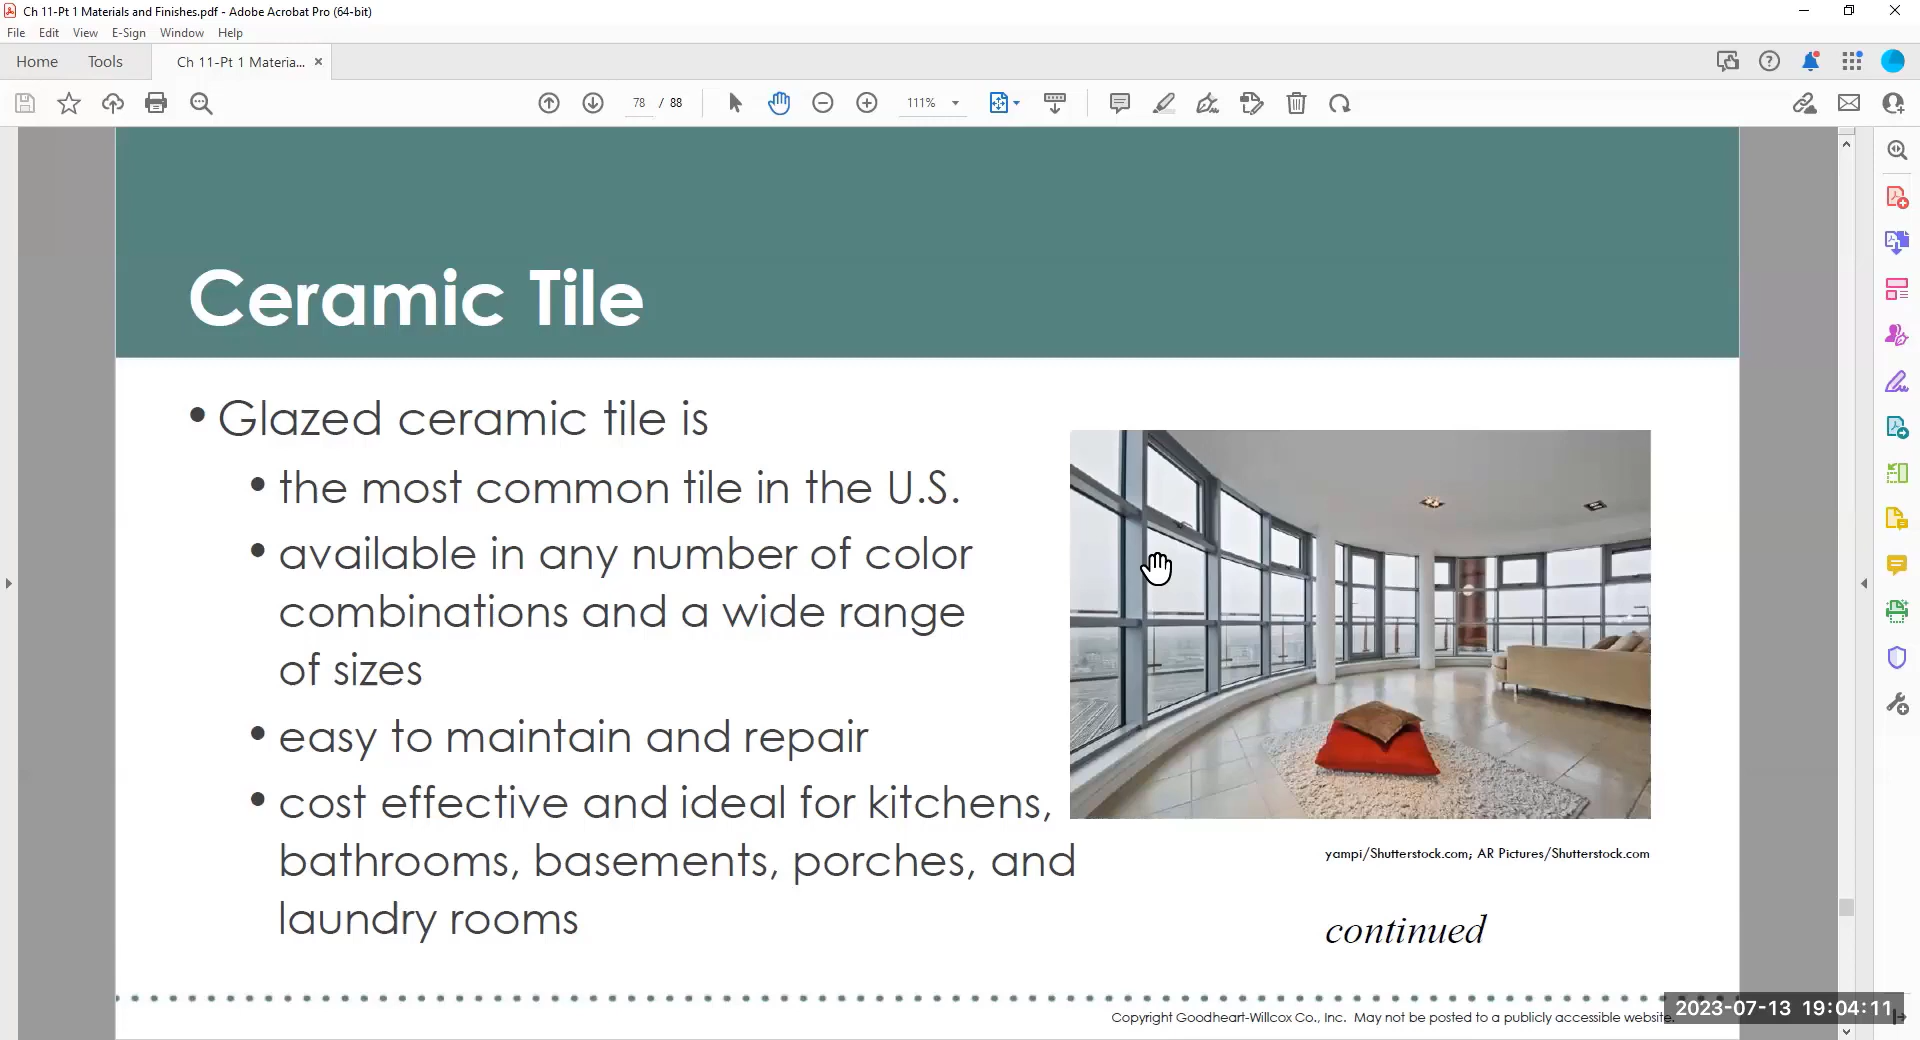 Ch 11-Pt 1 Materials and Finishes.pdf - Adobe Acrobat Pro (64-bit)
File Edit View E-Sign Window Help
Home Tools Ch 11-Pt 1 Materia...
78 / 88 111%
Ceramic Tile
• Glazed ceramic tile is
• the most common tile in the U.S.
• available in any number of color
combinations and a wide range
of sizes
• easy to maintain and repair
• cost effective and ideal for kitchens,
bathrooms, basements, porches, and
laundry rooms
yampi/Shutterstock.com; AR Pictures/Shutterstock.com
continued
2023-07-13 19:04:11
Copyright Goodheart-Willcox Co., Inc. May not be posted to a publicly accessible website.